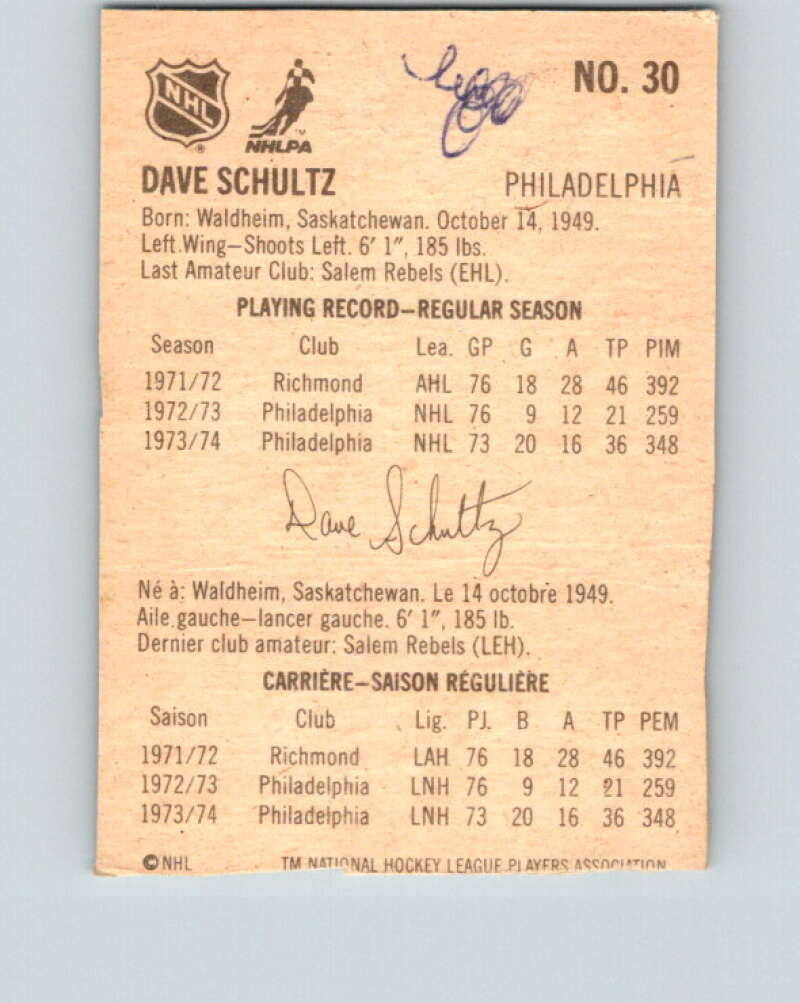 NHL ® NHLPA TM NO. 30
DAVE SCHULTZ PHILADELPHIA
Born: Waldheim, Saskatchewan. October 14, 1949.
Left Wing–Shoots Left. 6′ 1″, 185 lbs.
Last Amateur Club: Salem Rebels (EHL).
PLAYING RECORD–REGULAR SEASON
Season Club Lea. GP G A TP PIM
1971/72 Richmond AHL 76 18 28 46 392
1972/73 Philadelphia NHL 76 9 12 21 259
1973/74 Philadelphia NHL 73 20 16 36 348
Dave Schultz
Né à: Waldheim, Saskatchewan. Le 14 octobre 1949.
Aile gauche–lancer gauche. 6′ 1″, 185 lb.
Dernier club amateur: Salem Rebels (LEH).
CARRIÈRE–SAISON RÉGULIÈRE
Saison Club Lig. PJ. B A TP PEM
1971/72 Richmond LAH 76 18 28 46 392
1972/73 Philadelphia LNH 76 9 12 21 259
1973/74 Philadelphia LNH 73 20 16 36 348
©NHL TM NATIONAL HOCKEY LEAGUE PLAYERS ASSOCIATION